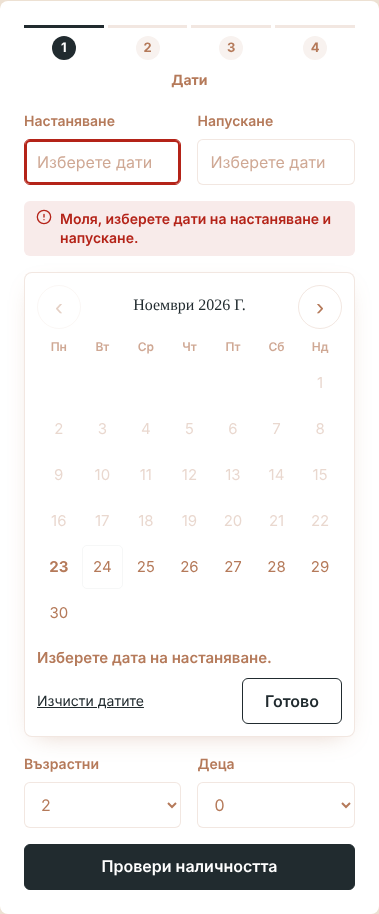 1 2 3 4
Дати
Настаняване Напускане
Изберете дати Изберете дати
Моля, изберете дати на настаняване и
напускане.
‹ Ноември 2026 Г. ›
Пн Вт Ср Чт Пт Сб Нд
1
2 3 4 5 6 7 8
9 10 11 12 13 14 15
16 17 18 19 20 21 22
23 24 25 26 27 28 29
30
Изберете дата на настаняване.
Изчисти датите Готово
Възрастни Деца
2 0
Провери наличността